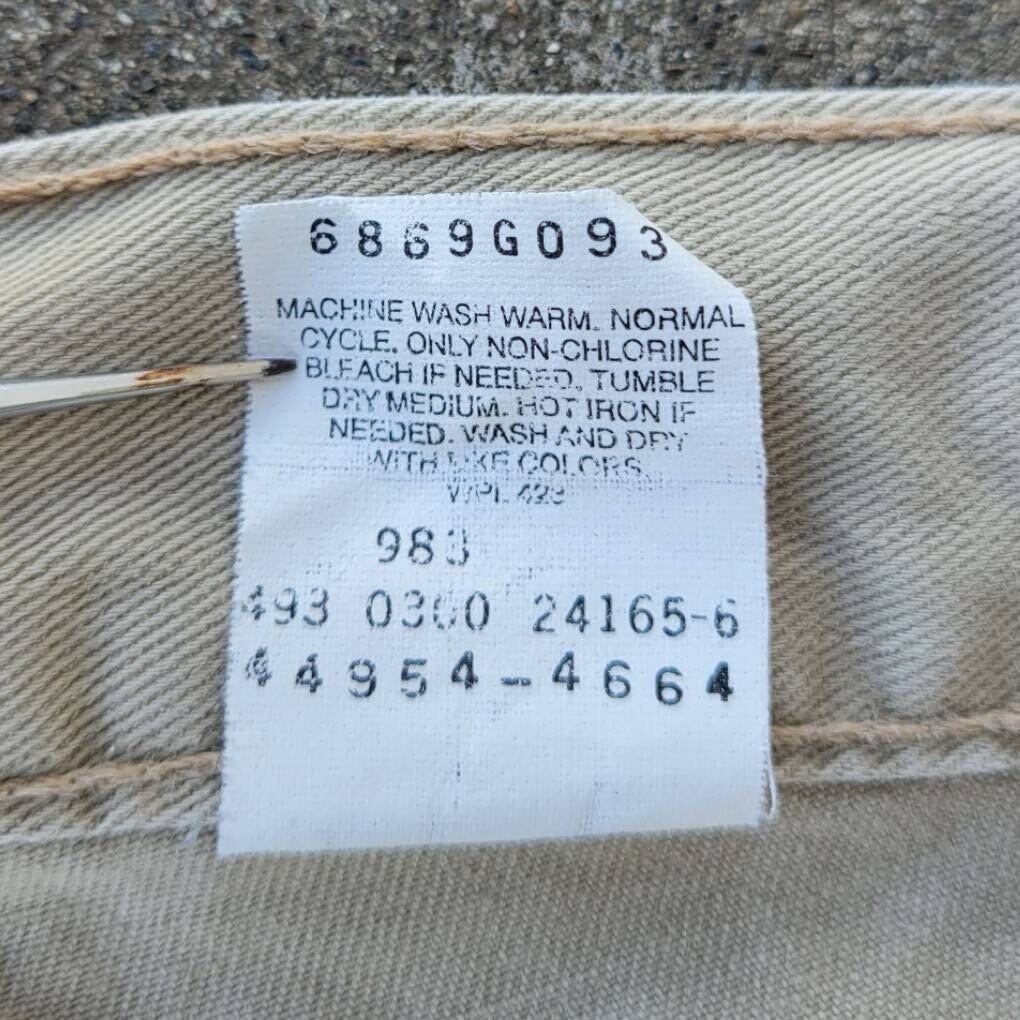 6869G093
MACHINE WASH WARM. NORMAL
CYCLE. ONLY NON-CHLORINE
BLEACH IF NEEDED. TUMBLE
DRY MEDIUM. HOT IRON IF
NEEDED. WASH AND DRY
WITH LIKE COLORS.
WPL 423
983
493 0300 24165-6
44954-4664